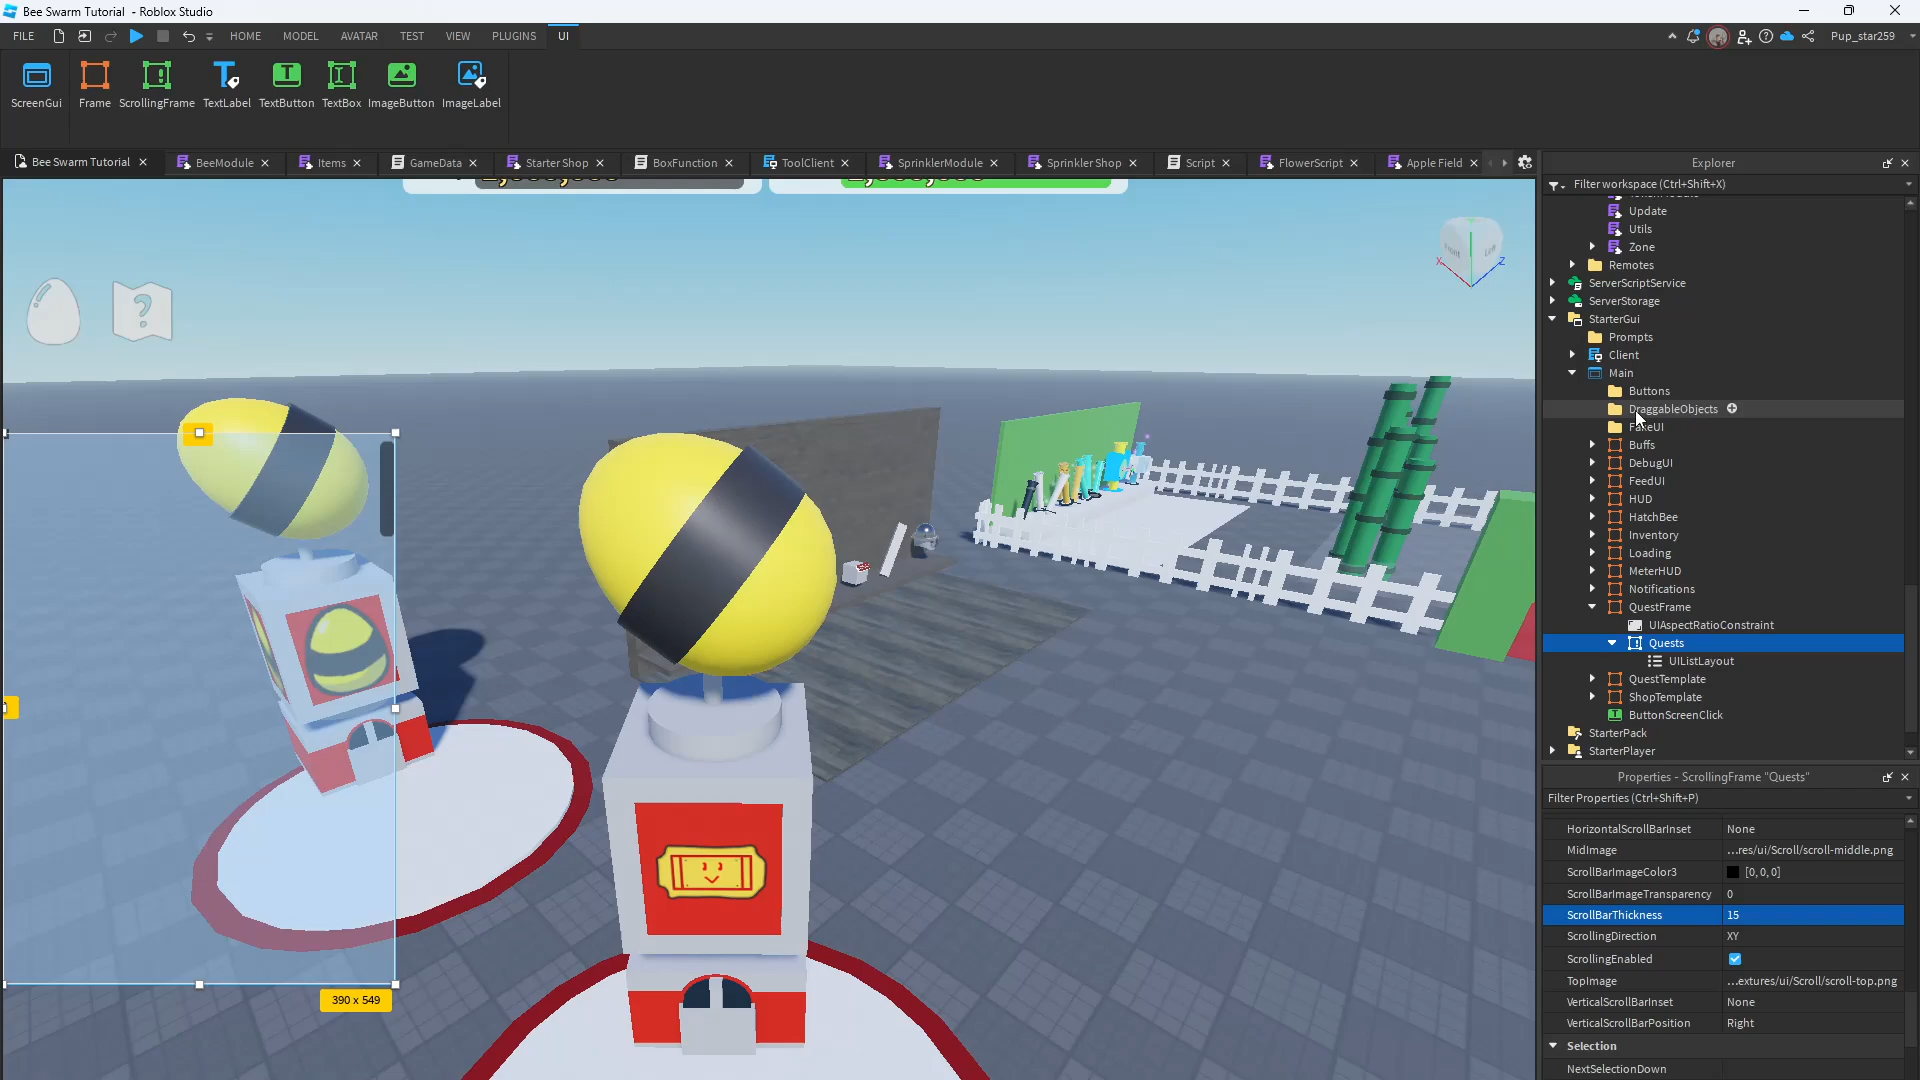 Bee Swarm Tutorial - Roblox Studio
FILE HOME MODEL AVATAR TEST VIEW PLUGINS UI Pup_star259
ScreenGui Frame ScrollingFrame TextLabel TextButton TextBox ImageButton ImageLabel
Bee Swarm Tutorial BeeModule Items GameData Starter Shop BoxFunction ToolClient SprinklerModule Sprinkler Shop Script FlowerScript Apple Field
Explorer
Filter workspace (Ctrl+Shift+X)
Update
Utils
Zone
Remotes
ServerScriptService
ServerStorage
StarterGui
Prompts
Client
Main
Buttons
DraggableObjects
FakeUI
Buffs
DebugUI
FeedUI
HUD
HatchBee
Inventory
Loading
MeterHUD
Notifications
QuestFrame
UIAspectRatioConstraint
Quests
UIListLayout
QuestTemplate
ShopTemplate
ButtonScreenClick
StarterPack
StarterPlayer
Properties - ScrollingFrame "Quests"
Filter Properties (Ctrl+Shift+P)
HorizontalScrollBarInset None
MidImage ...res/ui/Scroll/scroll-middle.png
ScrollBarImageColor3 [0, 0, 0]
ScrollBarImageTransparency 0
ScrollBarThickness 15
ScrollingDirection XY
ScrollingEnabled
TopImage ...extures/ui/Scroll/scroll-top.png
VerticalScrollBarInset None
VerticalScrollBarPosition Right
Selection
NextSelectionDown
?
X Z
Front Left
390 x 549